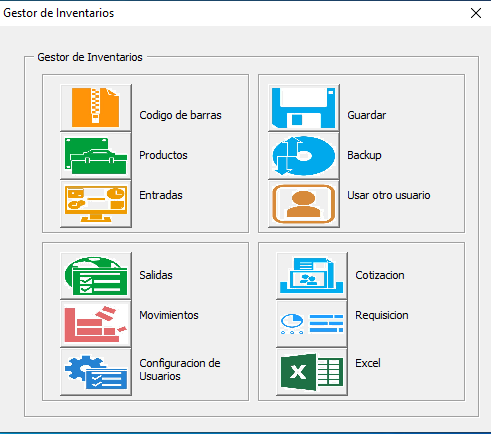 Gestor de Inventarios
Gestor de Inventarios
Codigo de barras
Productos
Entradas
Guardar
Backup
Usar otro usuario
Salidas
Movimientos
Configuracion de
Usuarios
Cotizacion
Requisicion
Excel